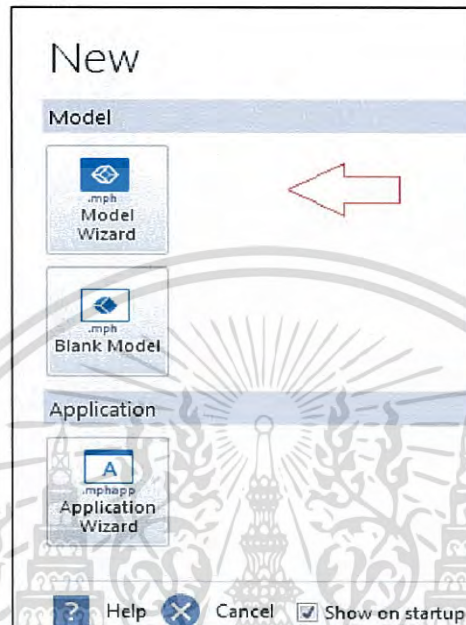 New
Model
.mph
Model
Wizard
.mph
Blank Model
Application
A
.mphapp
Application
Wizard
? Help Cancel Show on startup